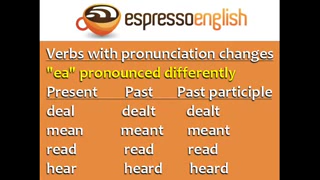 espressoenglish
Verbs with pronunciation changes
"ea" pronounced differently
Present Past Past participle
deal dealt dealt
mean meant meant
read read read
hear heard heard